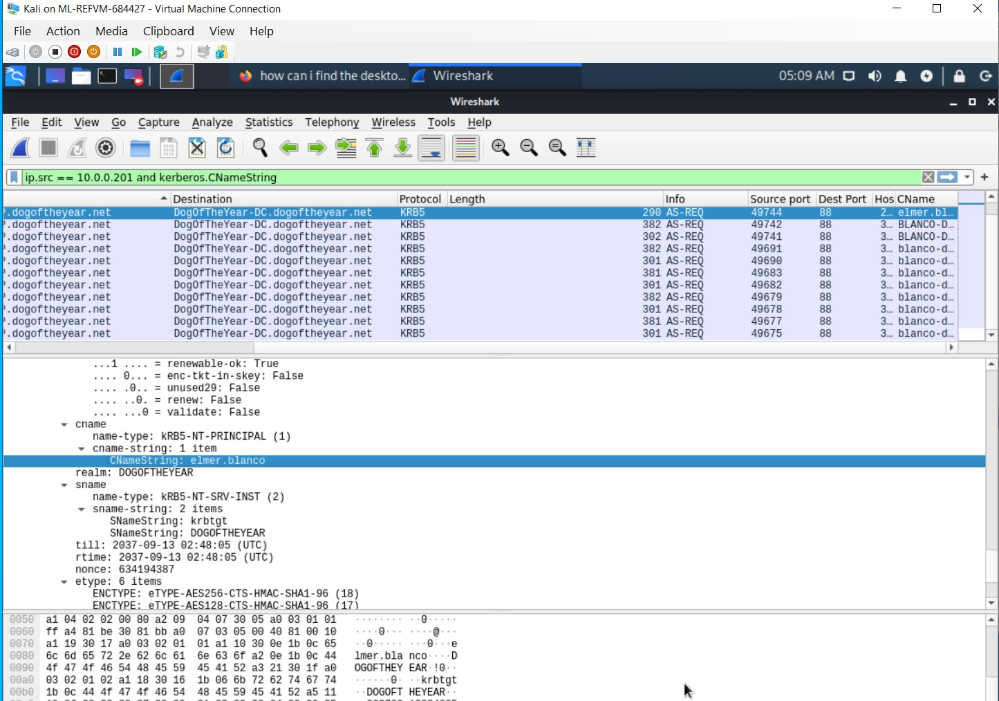 Kali on ML-REFVM-684427 - Virtual Machine Connection
File Action Media Clipboard View Help
how can i find the deskto... Wireshark 05:09 AM
Wireshark
File Edit View Go Capture Analyze Statistics Telephony Wireless Tools Help
ip.src == 10.0.0.201 and kerberos.CNameString
Destination Protocol Length Info Source port Dest Port Hos CName
.dogoftheyear.net DogOfTheYear-DC.dogoftheyear.net KRB5 290 AS-REQ 49744 88 2… elmer.bl…
.dogoftheyear.net DogOfTheYear-DC.dogoftheyear.net KRB5 382 AS-REQ 49742 88 3… BLANCO-D…
.dogoftheyear.net DogOfTheYear-DC.dogoftheyear.net KRB5 302 AS-REQ 49741 88 3… BLANCO-D…
.dogoftheyear.net DogOfTheYear-DC.dogoftheyear.net KRB5 382 AS-REQ 49691 88 3… blanco-d…
.dogoftheyear.net DogOfTheYear-DC.dogoftheyear.net KRB5 301 AS-REQ 49690 88 3… blanco-d…
.dogoftheyear.net DogOfTheYear-DC.dogoftheyear.net KRB5 381 AS-REQ 49683 88 3… blanco-d…
.dogoftheyear.net DogOfTheYear-DC.dogoftheyear.net KRB5 301 AS-REQ 49682 88 3… blanco-d…
.dogoftheyear.net DogOfTheYear-DC.dogoftheyear.net KRB5 382 AS-REQ 49679 88 3… blanco-d…
.dogoftheyear.net DogOfTheYear-DC.dogoftheyear.net KRB5 301 AS-REQ 49678 88 3… blanco-d…
.dogoftheyear.net DogOfTheYear-DC.dogoftheyear.net KRB5 381 AS-REQ 49677 88 3… blanco-d…
.dogoftheyear.net DogOfTheYear-DC.dogoftheyear.net KRB5 301 AS-REQ 49675 88 3… blanco-d…
...1 .... = renewable-ok: True
.... 0... = enc-tkt-in-skey: False
.... .0.. = unused29: False
.... ..0. = renew: False
.... ...0 = validate: False
cname
name-type: kRB5-NT-PRINCIPAL (1)
cname-string: 1 item
CNameString: elmer.blanco
realm: DOGOFTHEYEAR
sname
name-type: kRB5-NT-SRV-INST (2)
sname-string: 2 items
SNameString: krbtgt
SNameString: DOGOFTHEYEAR
till: 2037-09-13 02:48:05 (UTC)
rtime: 2037-09-13 02:48:05 (UTC)
nonce: 634194387
etype: 6 items
ENCTYPE: eTYPE-AES256-CTS-HMAC-SHA1-96 (18)
ENCTYPE: eTYPE-AES128-CTS-HMAC-SHA1-96 (17)
0050 a1 04 02 02 00 80 a2 09 04 07 30 05 a0 03 01 01 ········ ··0·····
0060 ff a4 81 be 30 81 bb a0 07 03 05 00 40 81 00 10 ····0··· ····@···
0070 a1 19 30 17 a0 03 02 01 01 a1 10 30 0e 1b 0c 65 ··0····· ···0···e
0080 6c 6d 65 72 2e 62 6c 61 6e 63 6f a2 0e 1b 0c 44 lmer.bla nco····D
0090 4f 47 4f 46 54 48 45 59 45 41 52 a3 21 30 1f a0 OGOFTHEY EAR·!0··
00a0 03 02 01 02 a1 18 30 16 1b 06 6b 72 62 74 67 74 ······0· ··krbtgt
00b0 1b 0c 44 4f 47 4f 46 54 48 45 59 45 41 52 a5 11 ··DOGOFT HEYEAR··